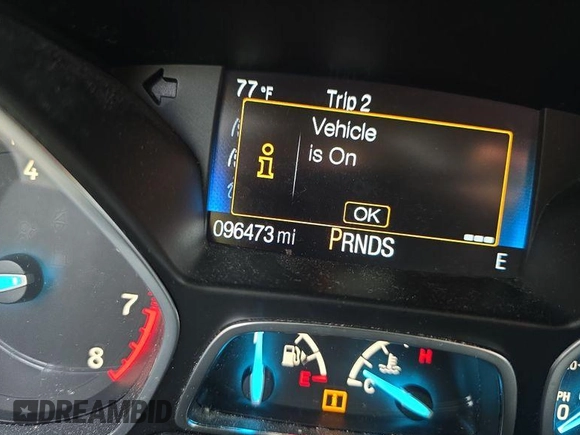 77°F
Trip 2
Vehicle
is On
i
OK
096473 mi
PRNDS
E
4
7
8
E
C
H
DREAMBID